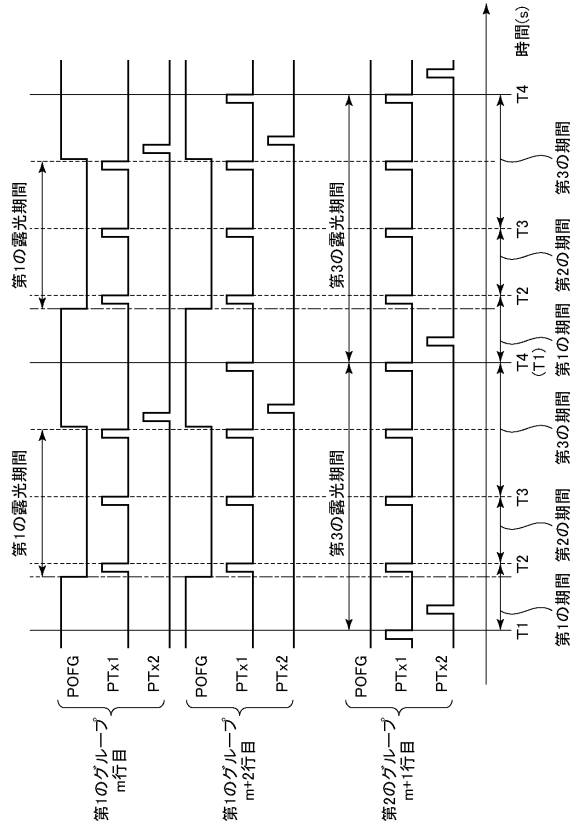 第1のグループ
m行目
POFG
PTx1
PTx2
第1の露光期間
第1の露光期間
第1のグループ
m+2行目
POFG
PTx1
PTx2
第3の露光期間
第3の露光期間
第2のグループ
m+1行目
POFG
PTx1
PTx2
T1
T2
T3
T4
(T1)
T2
T3
T4
時間(s)
第1の期間
第2の期間
第3の期間
第1の期間
第2の期間
第3の期間